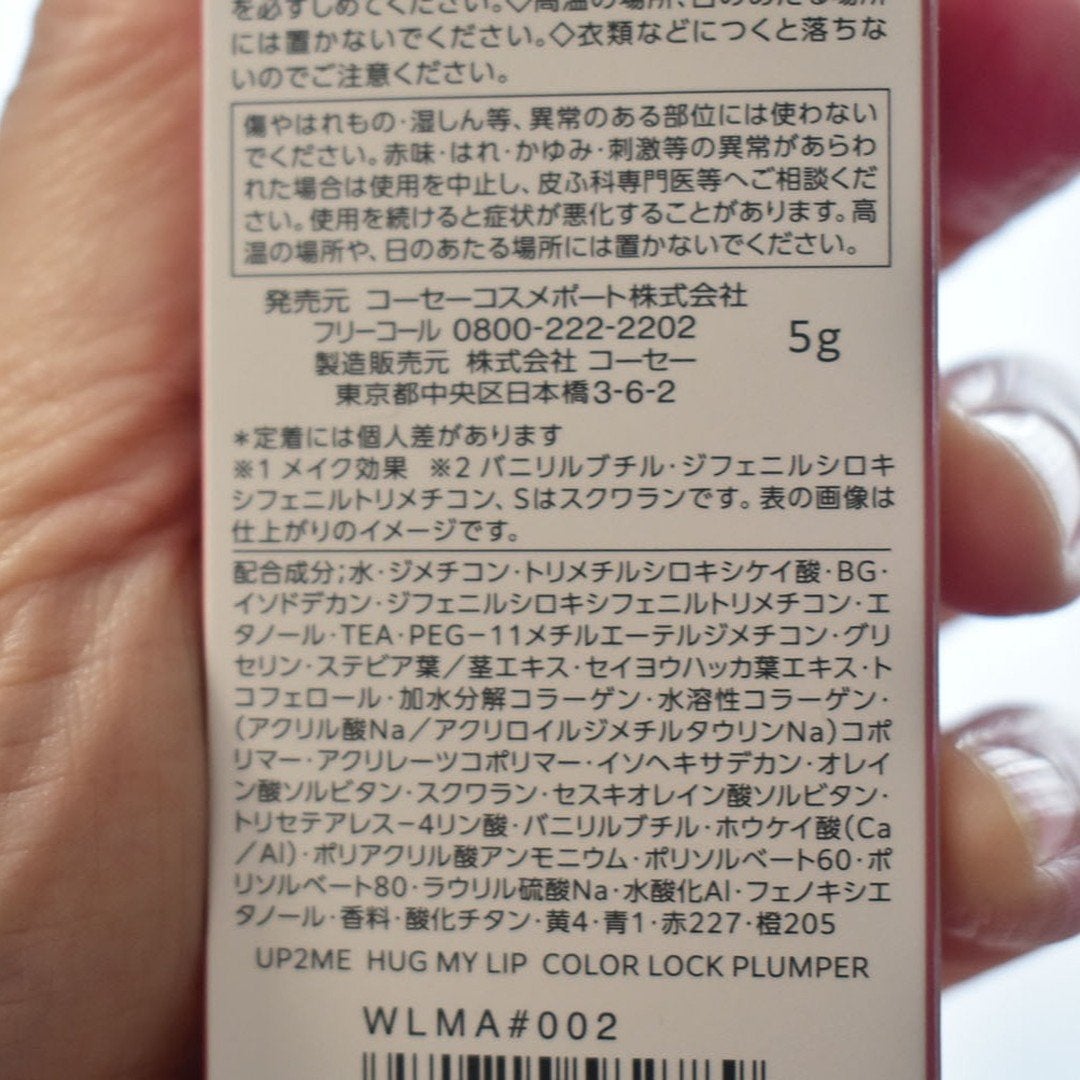 を必ずしめてください。◇高温の場所、日のあたる場所
には置かないでください。◇衣類などにつくと落ちな
いのでご注意ください。
傷やはれもの・湿しん等、異常のある部位には使わない
でください。赤味・はれ・かゆみ・刺激等の異常があらわ
れた場合は使用を中止し、皮ふ科専門医等へご相談くだ
さい。使用を続けると症状が悪化することがあります。高
温の場所や、日のあたる場所には置かないでください。
発売元 コーセーコスメポート株式会社
フリーコール 0800-222-2202
5g
製造販売元 株式会社 コーセー
東京都中央区日本橋3-6-2
＊定着には個人差があります
※1 メイク効果 ※2 バニリルブチル・ジフェニルシロキ
シフェニルトリメチコン、Sはスクワランです。表の画像は
仕上がりのイメージです。
配合成分；水・ジメチコン・トリメチルシロキシケイ酸・BG・
イソドデカン・ジフェニルシロキシフェニルトリメチコン・エ
タノール・TEA・PEG−11メチルエーテルジメチコン・グリ
セリン・ステビア葉／茎エキス・セイヨウハッカ葉エキス・ト
コフェロール・加水分解コラーゲン・水溶性コラーゲン・
(アクリル酸Na／アクリロイルジメチルタウリンNa)コポ
リマー・アクリレーツコポリマー・イソヘキサデカン・オレイ
ン酸ソルビタン・スクワラン・セスキオレイン酸ソルビタン・
トリセテアレス−4リン酸・バニリルブチル・ホウケイ酸(Ca
／Al)・ポリアクリル酸アンモニウム・ポリソルベート60・ポ
リソルベート80・ラウリル硫酸Na・水酸化Al・フェノキシエ
タノール・香料・酸化チタン・黄4・青1・赤227・橙205
UP2ME HUG MY LIP COLOR LOCK PLUMPER
WLMA#002